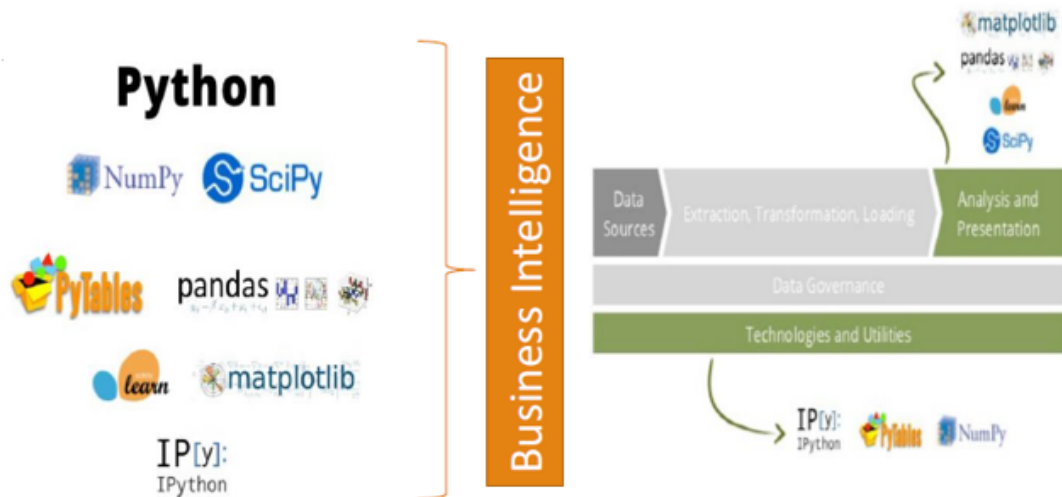 Python
NumPy
SciPy
PyTables
pandas
learn
matplotlib
IP[y]:
IPython
Business Intelligence
matplotlib
pandas
learn
SciPy
Data Sources
Extraction, Transformation, Loading
Analysis and Presentation
Data Governance
Technologies and Utilities
IP[y]:
IPython
PyTables
NumPy